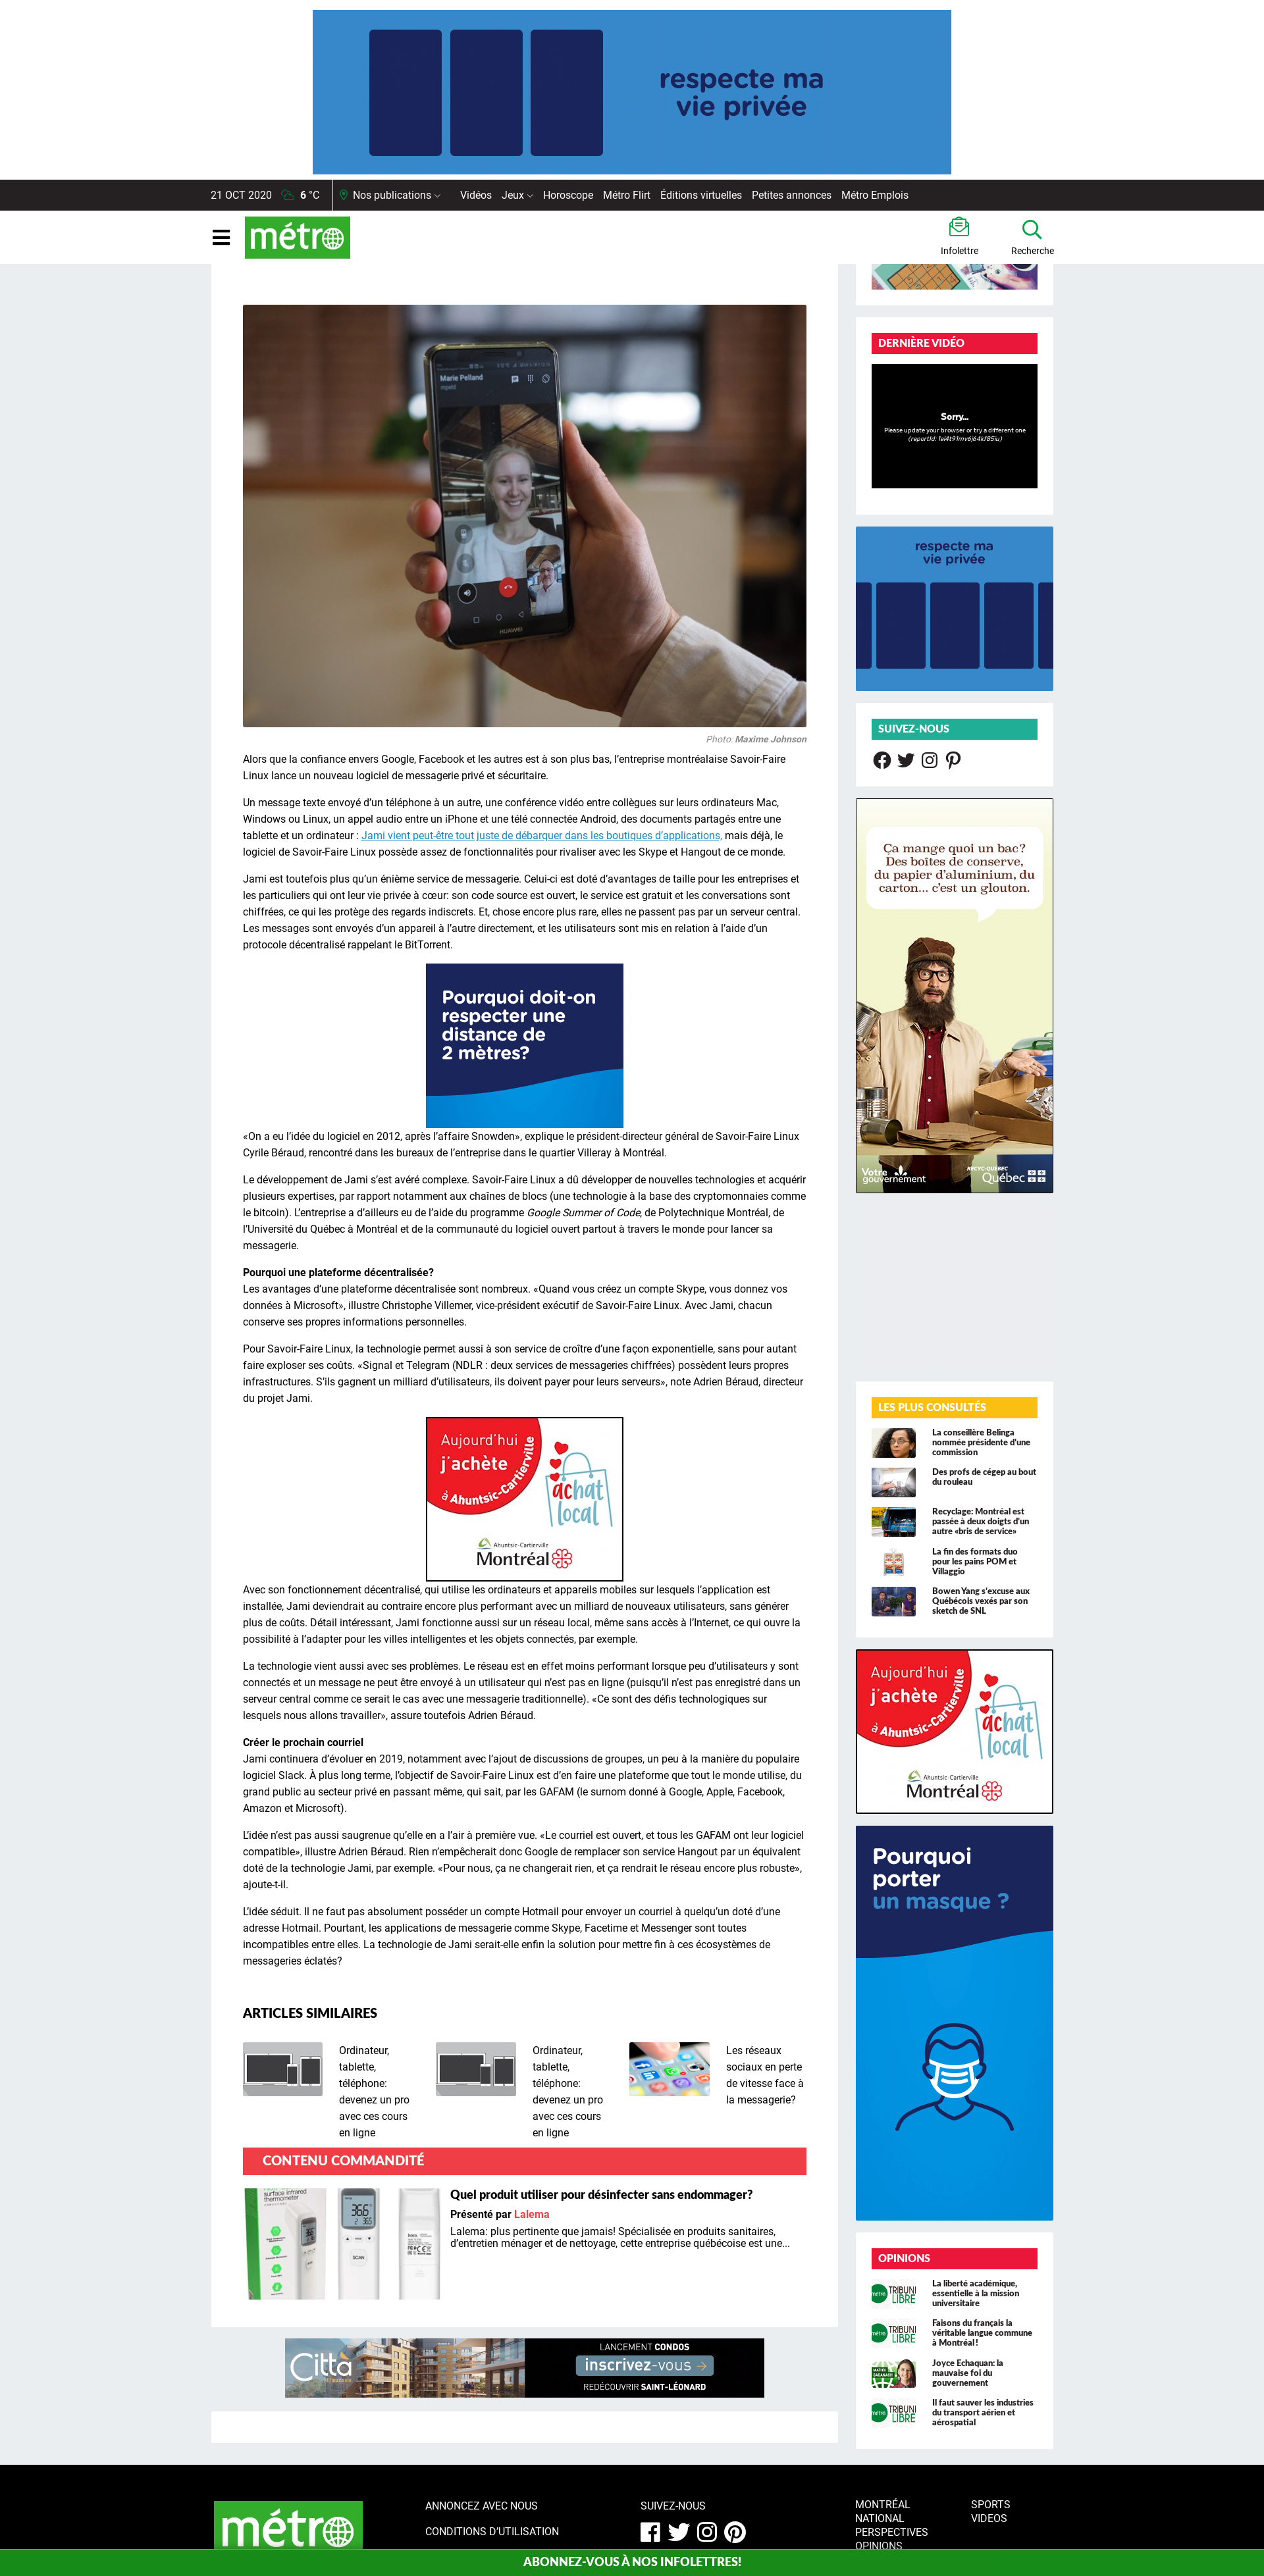 respecte ma
vie privée
21 OCT 2020 6 °C Nos publications Vidéos Jeux Horoscope Métro Flirt Éditions virtuelles Petites annonces Métro Emplois
métro
Infolettre
Recherche
Marie Pelland
HUAWEI
Photo: Maxime Johnson
Alors que la confiance envers Google, Facebook et les autres est à son plus bas, l’entreprise montréalaise Savoir-Faire
Linux lance un nouveau logiciel de messagerie privé et sécuritaire.
Un message texte envoyé d’un téléphone à un autre, une conférence vidéo entre collègues sur leurs ordinateurs Mac,
Windows ou Linux, un appel audio entre un iPhone et une télé connectée Android, des documents partagés entre une
tablette et un ordinateur : Jami vient peut-être tout juste de débarquer dans les boutiques d’applications, mais déjà, le
logiciel de Savoir-Faire Linux possède assez de fonctionnalités pour rivaliser avec les Skype et Hangout de ce monde.
Jami est toutefois plus qu’un énième service de messagerie. Celui-ci est doté d’avantages de taille pour les entreprises et
les particuliers qui ont leur vie privée à cœur: son code source est ouvert, le service est gratuit et les conversations sont
chiffrées, ce qui les protège des regards indiscrets. Et, chose encore plus rare, elles ne passent pas par un serveur central.
Les messages sont envoyés d’un appareil à l’autre directement, et les utilisateurs sont mis en relation à l’aide d’un
protocole décentralisé rappelant le BitTorrent.
Pourquoi doit-on
respecter une
distance de
2 mètres?
«On a eu l’idée du logiciel en 2012, après l’affaire Snowden», explique le président-directeur général de Savoir-Faire Linux
Cyrile Béraud, rencontré dans les bureaux de l’entreprise dans le quartier Villeray à Montréal.
Le développement de Jami s’est avéré complexe. Savoir-Faire Linux a dû développer de nouvelles technologies et acquérir
plusieurs expertises, par rapport notamment aux chaînes de blocs (une technologie à la base des cryptomonnaies comme
le bitcoin). L’entreprise a d’ailleurs eu de l’aide du programme Google Summer of Code, de Polytechnique Montréal, de
l’Université du Québec à Montréal et de la communauté du logiciel ouvert partout à travers le monde pour lancer sa
messagerie.
Pourquoi une plateforme décentralisée?
Les avantages d’une plateforme décentralisée sont nombreux. «Quand vous créez un compte Skype, vous donnez vos
données à Microsoft», illustre Christophe Villemer, vice-président exécutif de Savoir-Faire Linux. Avec Jami, chacun
conserve ses propres informations personnelles.
Pour Savoir-Faire Linux, la technologie permet aussi à son service de croître d’une façon exponentielle, sans pour autant
faire exploser ses coûts. «Signal et Telegram (NDLR : deux services de messageries chiffrées) possèdent leurs propres
infrastructures. S’ils gagnent un milliard d’utilisateurs, ils doivent payer pour leurs serveurs», note Adrien Béraud, directeur
du projet Jami.
Aujourd'hui
j'achète
à Ahuntsic-Cartierville
achat
local
Ahuntsic-Cartierville
Montréal
Avec son fonctionnement décentralisé, qui utilise les ordinateurs et appareils mobiles sur lesquels l’application est
installée, Jami deviendrait au contraire encore plus performant avec un milliard de nouveaux utilisateurs, sans générer
plus de coûts. Détail intéressant, Jami fonctionne aussi sur un réseau local, même sans accès à l’Internet, ce qui ouvre la
possibilité à l’adapter pour les villes intelligentes et les objets connectés, par exemple.
La technologie vient aussi avec ses problèmes. Le réseau est en effet moins performant lorsque peu d’utilisateurs y sont
connectés et un message ne peut être envoyé à un utilisateur qui n’est pas en ligne (puisqu’il n’est pas enregistré dans un
serveur central comme ce serait le cas avec une messagerie traditionnelle). «Ce sont des défis technologiques sur
lesquels nous allons travailler», assure toutefois Adrien Béraud.
Créer le prochain courriel
Jami continuera d’évoluer en 2019, notamment avec l’ajout de discussions de groupes, un peu à la manière du populaire
logiciel Slack. À plus long terme, l’objectif de Savoir-Faire Linux est d’en faire une plateforme que tout le monde utilise, du
grand public au secteur privé en passant même, qui sait, par les GAFAM (le surnom donné à Google, Apple, Facebook,
Amazon et Microsoft).
L’idée n’est pas aussi saugrenue qu’elle en a l’air à première vue. «Le courriel est ouvert, et tous les GAFAM ont leur logiciel
compatible», illustre Adrien Béraud. Rien n’empêcherait donc Google de remplacer son service Hangout par un équivalent
doté de la technologie Jami, par exemple. «Pour nous, ça ne changerait rien, et ça rendrait le réseau encore plus robuste»,
ajoute-t-il.
L’idée séduit. Il ne faut pas absolument posséder un compte Hotmail pour envoyer un courriel à quelqu’un doté d’une
adresse Hotmail. Pourtant, les applications de messagerie comme Skype, Facetime et Messenger sont toutes
incompatibles entre elles. La technologie de Jami serait-elle enfin la solution pour mettre fin à ces écosystèmes de
messageries éclatés?
ARTICLES SIMILAIRES
Ordinateur,
tablette,
téléphone:
devenez un pro
avec ces cours
en ligne
Ordinateur,
tablette,
téléphone:
devenez un pro
avec ces cours
en ligne
Les réseaux
sociaux en perte
de vitesse face à
la messagerie?
CONTENU COMMANDITÉ
surface infrared
thermometer
SCAN
Quel produit utiliser pour désinfecter sans endommager?
Présenté par Lalema
Lalema: plus pertinente que jamais! Spécialisée en produits sanitaires,
d’entretien ménager et de nettoyage, cette entreprise québécoise est une...
Città
LANCEMENT CONDOS
inscrivez-vous →
REDÉCOUVRIR SAINT-LÉONARD
DERNIÈRE VIDÉO
Sorry...
Please update your browser or try a different one
(reportId: 1el4t91mv6j64kf85iu)
respecte ma
vie privée
SUIVEZ-NOUS
Ça mange quoi un bac?
Des boîtes de conserve,
du papier d’aluminium, du
carton... c’est un glouton.
Votre
gouvernement
RECYC-QUÉBEC
Québec
LES PLUS CONSULTÉS
La conseillère Belinga
nommée présidente d’une
commission
Des profs de cégep au bout
du rouleau
Recyclage: Montréal est
passée à deux doigts d’un
autre «bris de service»
La fin des formats duo
pour les pains POM et
Villaggio
Bowen Yang s’excuse aux
Québécois vexés par son
sketch de SNL
Aujourd'hui
j'achète
à Ahuntsic-Cartierville
achat
local
Ahuntsic-Cartierville
Montréal
Pourquoi
porter
un masque ?
OPINIONS
métro TRIBUNE LIBRE
La liberté académique,
essentielle à la mission
universitaire
métro TRIBUNE LIBRE
Faisons du français la
véritable langue commune
à Montréal!
Joyce Echaquan: la
mauvaise foi du
gouvernement
métro TRIBUNE LIBRE
Il faut sauver les industries
du transport aérien et
aérospatial
métro
ANNONCEZ AVEC NOUS
CONDITIONS D’UTILISATION
SUIVEZ-NOUS
MONTRÉAL
NATIONAL
PERSPECTIVES
OPINIONS
SPORTS
VIDEOS
ABONNEZ-VOUS À NOS INFOLETTRES!